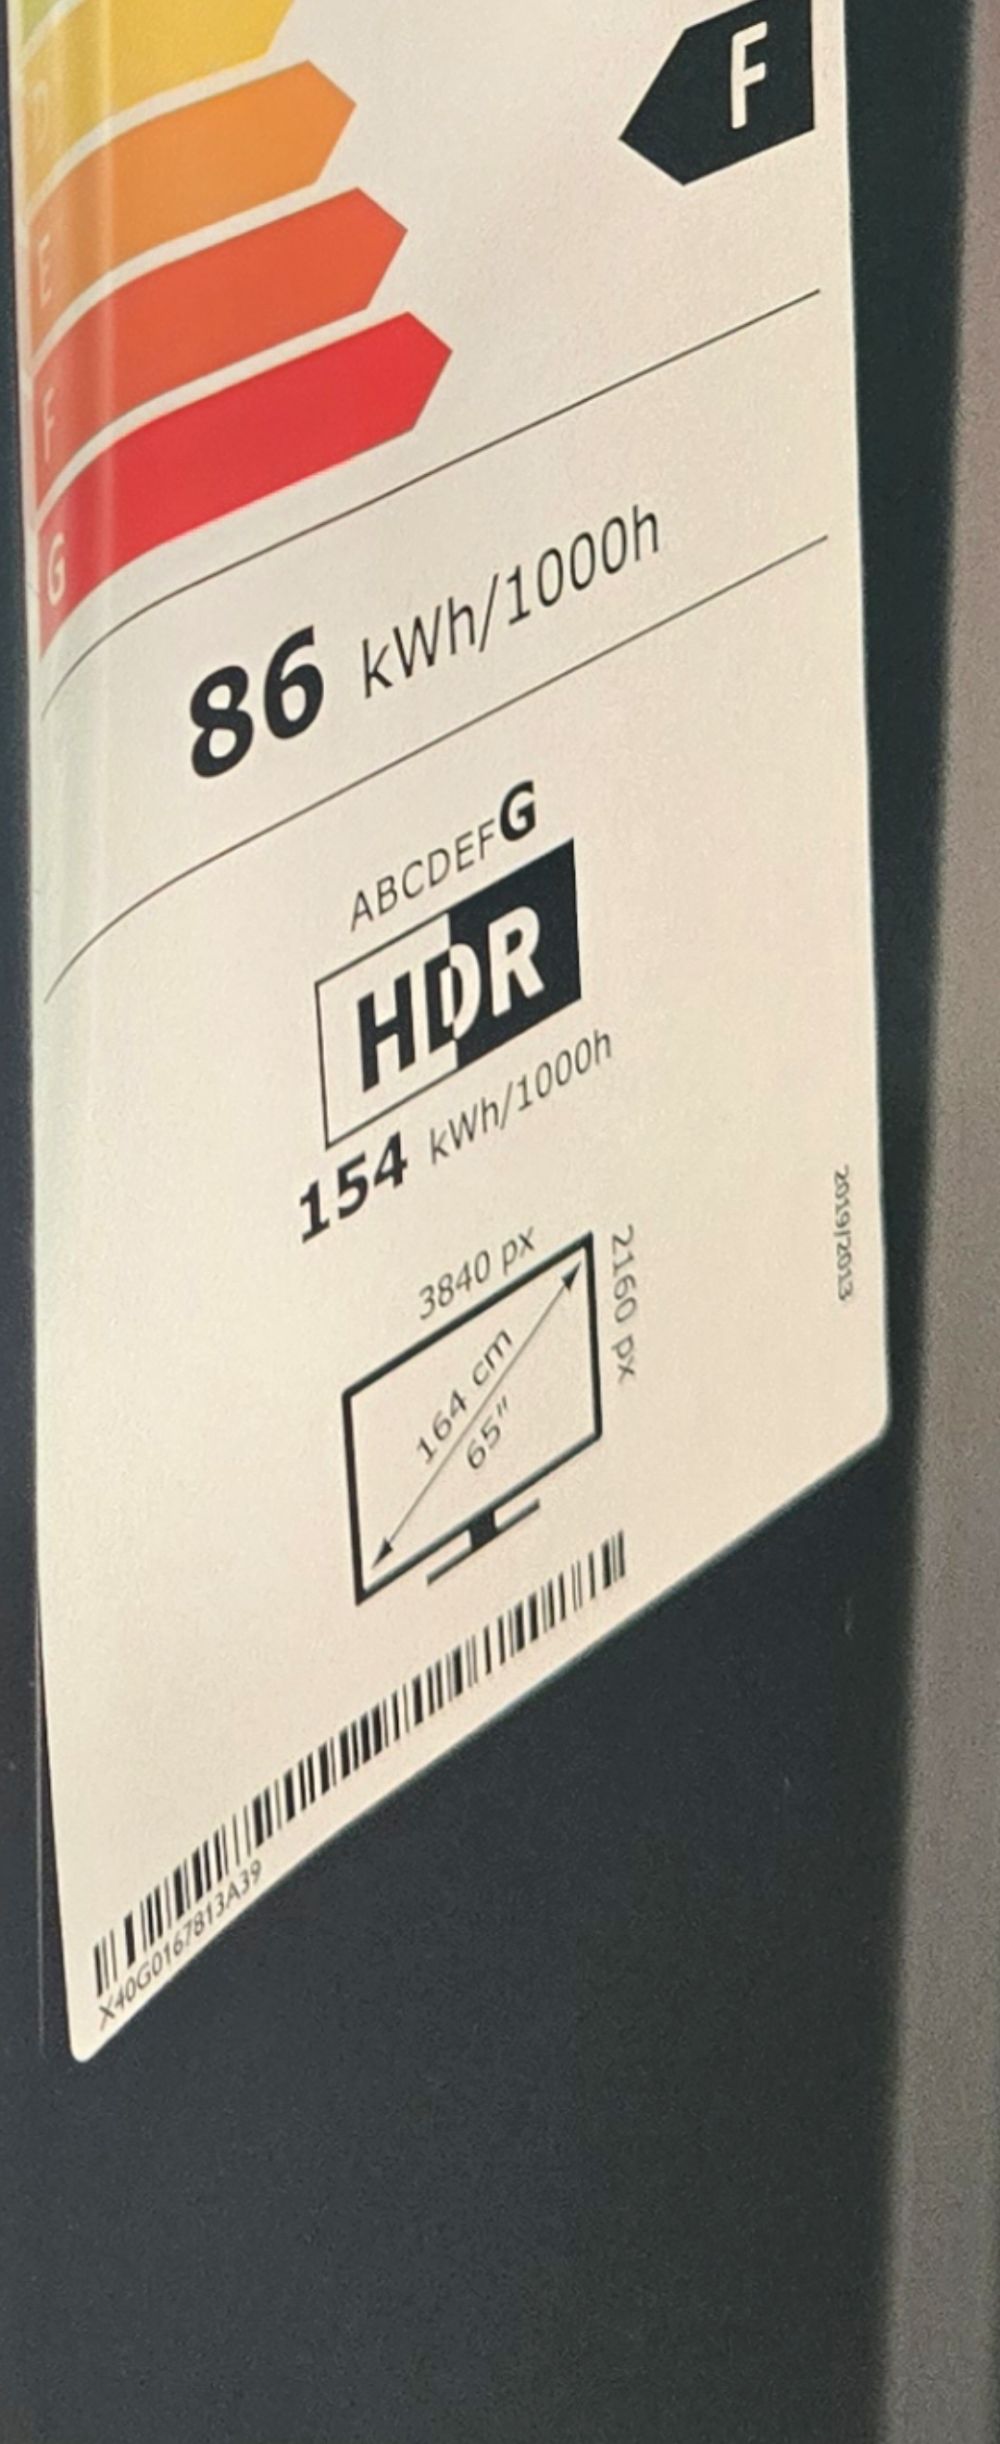 D
E
F
G
F
86 kWh/1000h
ABCDEFG
HDR
154 kWh/1000h
3840 px
2160 px
164 cm
65"
2019/2013
X40G0167813A39